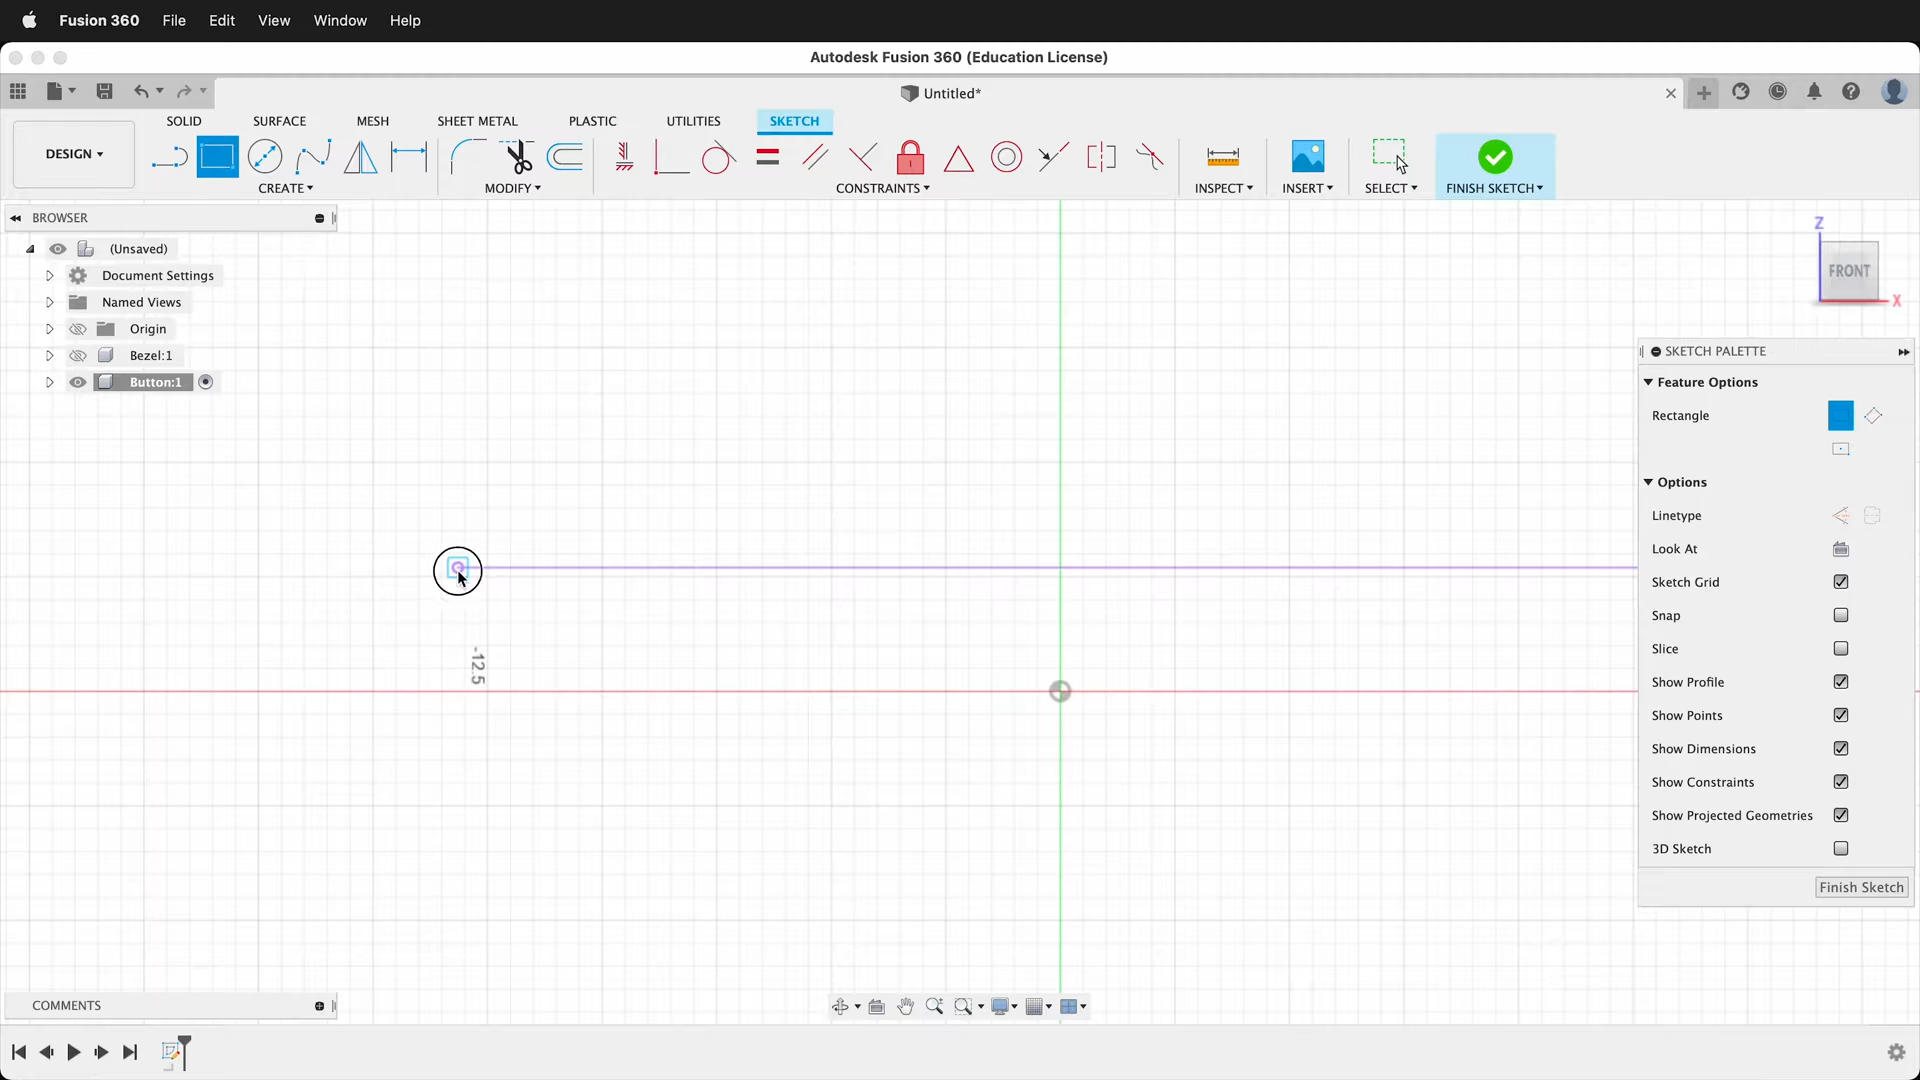 Fusion 360 File Edit View Window Help
Autodesk Fusion 360 (Education License)
Untitled*
SOLID SURFACE MESH SHEET METAL PLASTIC UTILITIES SKETCH
DESIGN
CREATE MODIFY CONSTRAINTS INSPECT INSERT SELECT FINISH SKETCH
BROWSER
(Unsaved)
Document Settings
Named Views
Origin
Bezel:1
Button:1
Z
FRONT
X
SKETCH PALETTE
Feature Options
Rectangle
Options
Linetype
Look At
Sketch Grid
Snap
Slice
Show Profile
Show Points
Show Dimensions
Show Constraints
Show Projected Geometries
3D Sketch
Finish Sketch
-12.5
COMMENTS